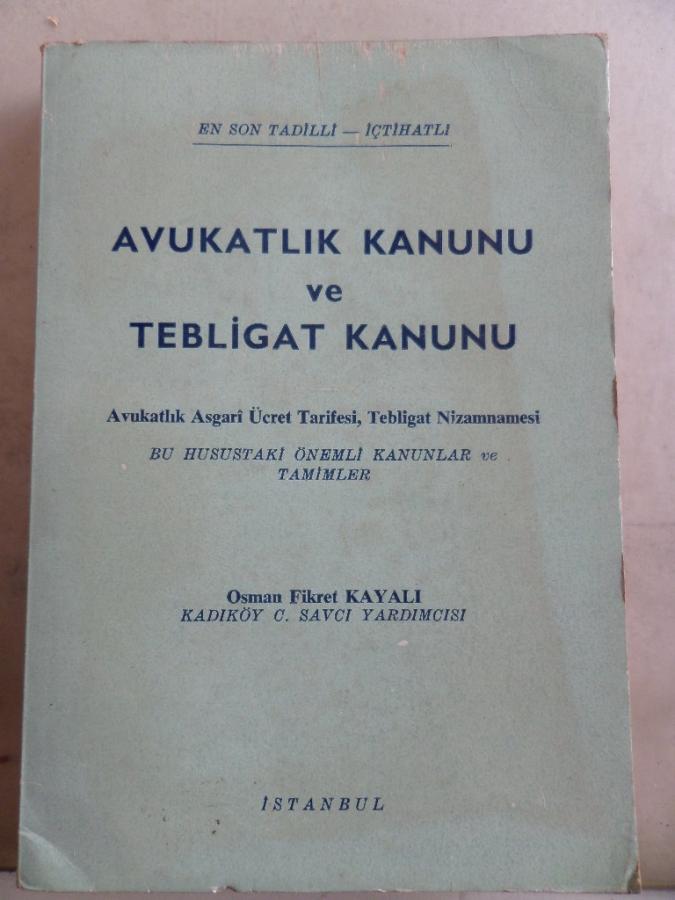 EN SON TADİLLİ — İÇTİHATLI
AVUKATLIK KANUNU
ve
TEBLİGAT KANUNU
Avukatlık Asgarî Ücret Tarifesi, Tebligat Nizamnamesi
BU HUSUSTAKİ ÖNEMLİ KANUNLAR ve
TAMİMLER
Osman Fikret KAYALI
KADIKÖY C. SAVCI YARDIMCISI
İSTANBUL